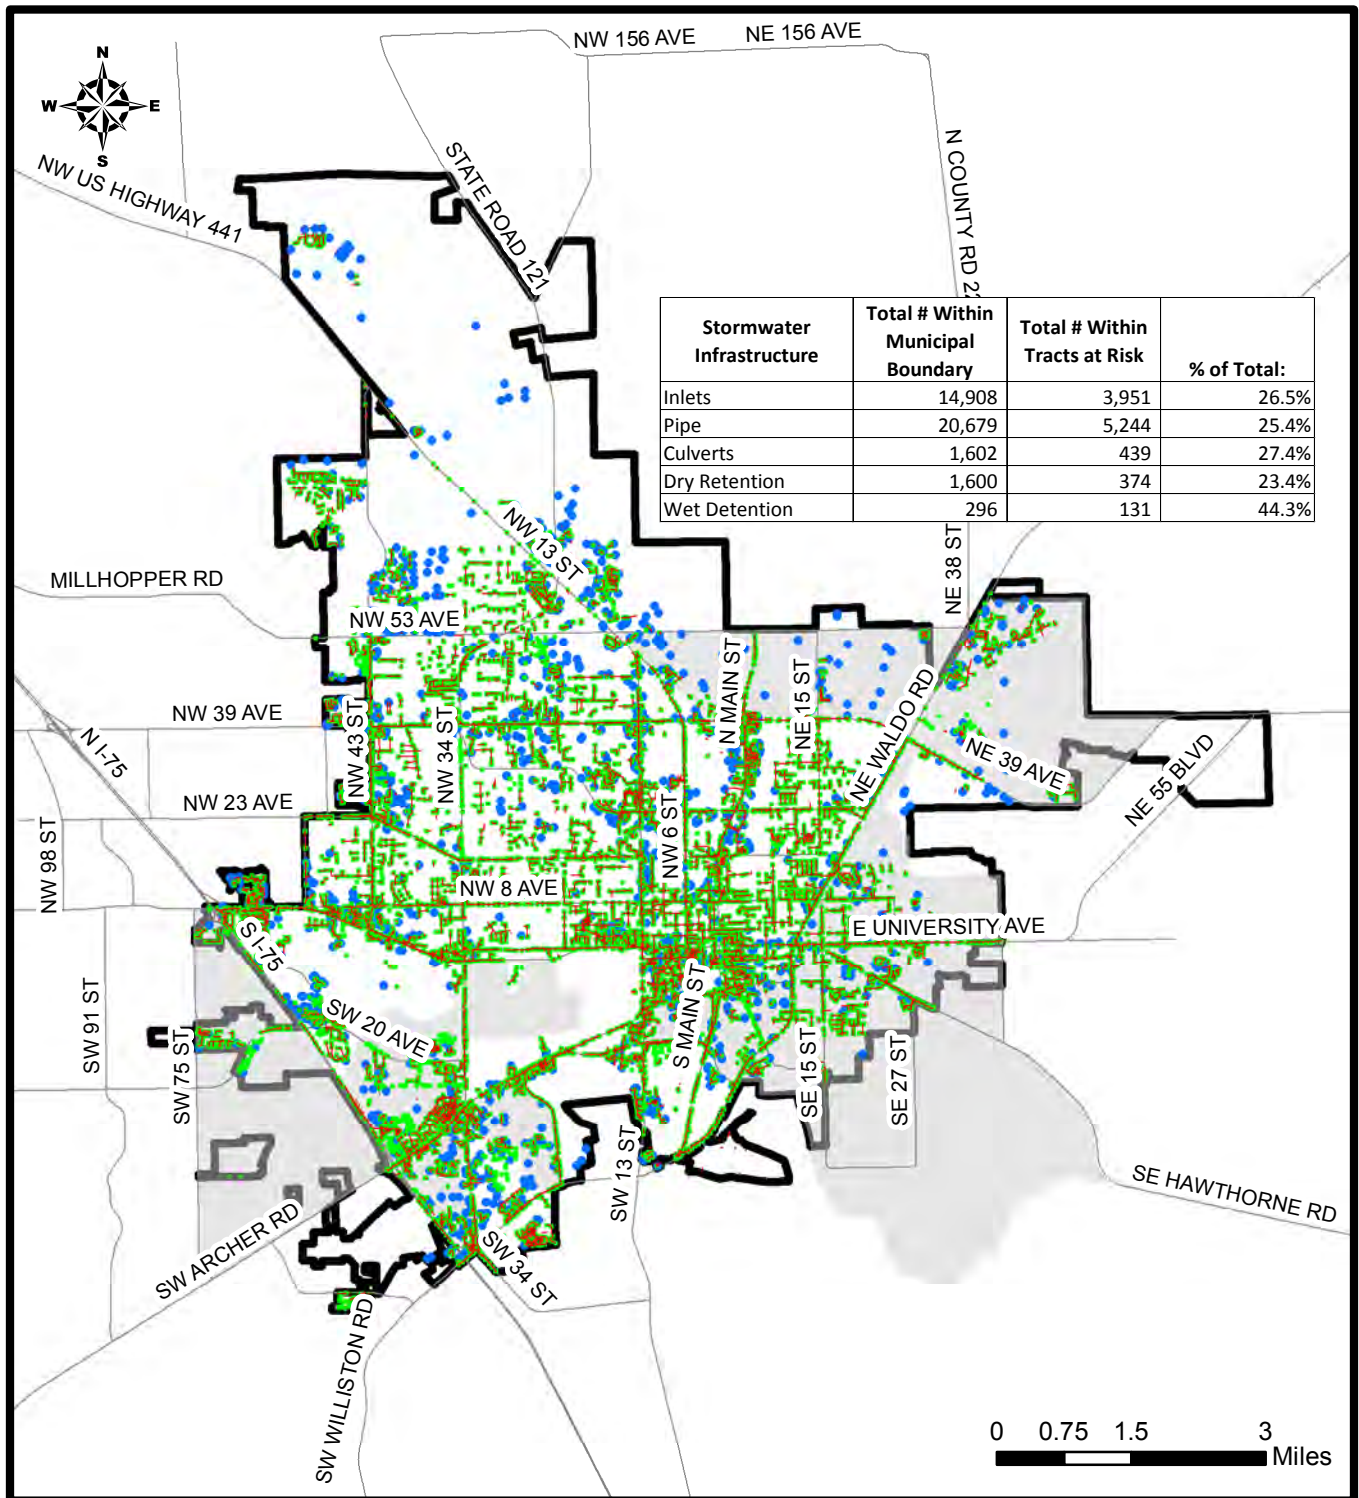 NW 156 AVE
NE 156 AVE
N
W
E
S
NW US HIGHWAY 441
STATE ROAD 121
N COUNTY RD 22
Stormwater Infrastructure | Total # Within Municipal Boundary | Total # Within Tracts at Risk | % of Total:
Inlets 14,908 3,951 26.5%
Pipe 20,679 5,244 25.4%
Culverts 1,602 439 27.4%
Dry Retention 1,600 374 23.4%
Wet Detention 296 131 44.3%
NW 13 ST
NE 38 ST
MILLHOPPER RD
NW 53 AVE
N MAIN ST
NE 15 ST
NE WALDO RD
NW 39 AVE
N I-75
NW 43 ST
NW 34 ST
NE 39 AVE
NE 55 BLVD
NW 23 AVE
NW 6 ST
NW 98 ST
NW 8 AVE
E UNIVERSITY AVE
S I-75
SW 91 ST
SW 20 AVE
S MAIN ST
SW 75 ST
SE 15 ST
SE 27 ST
SW 13 ST
SE HAWTHORNE RD
SW ARCHER RD
SW 34 ST
SW WILLISTON RD
0 0.75 1.5 3
Miles